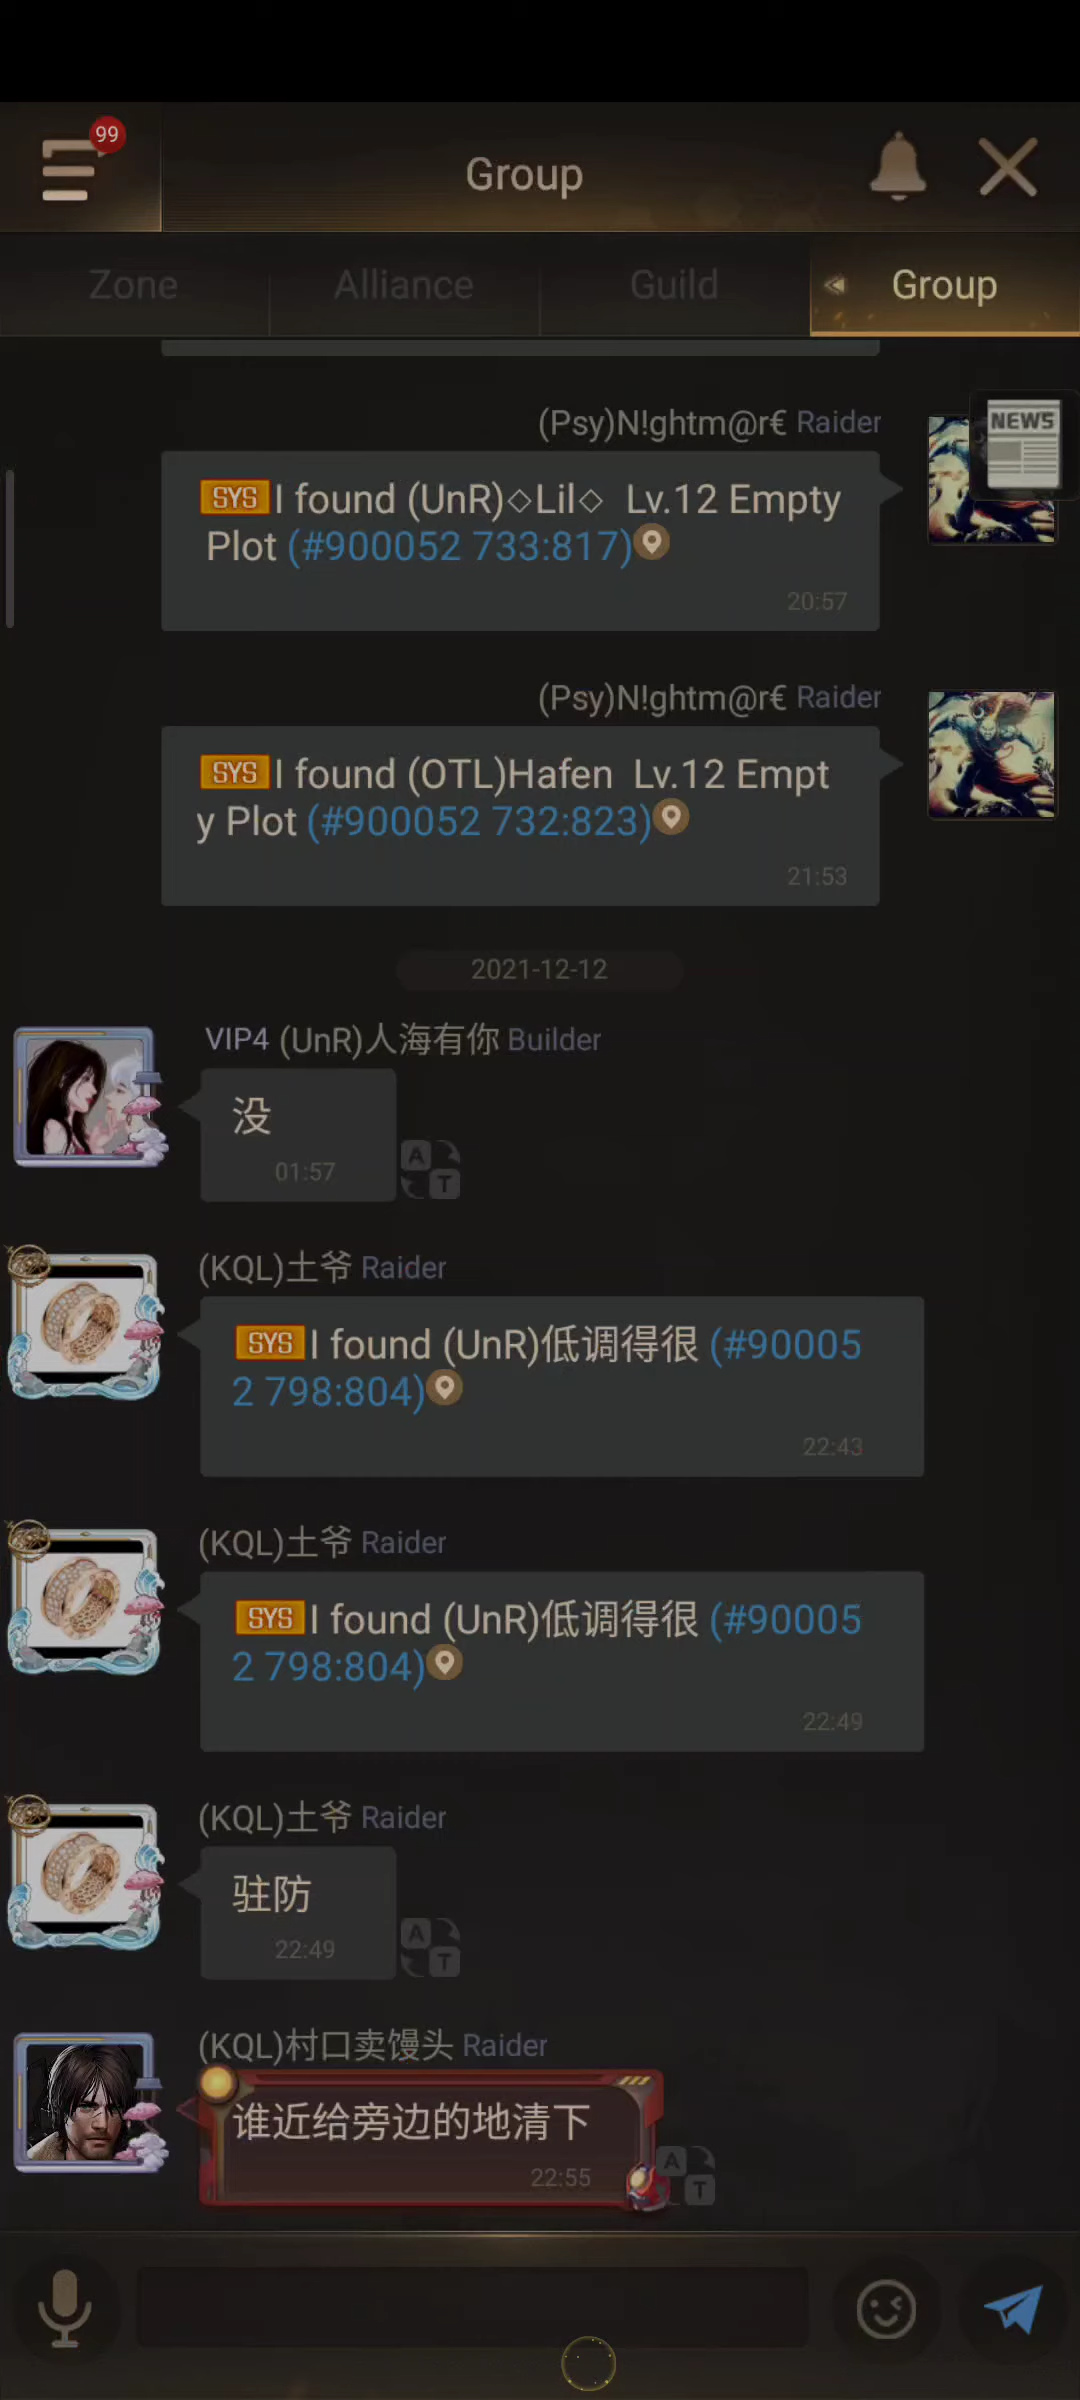 99
Group
Zone
Alliance
Guild
Group
NEWS
(Psy)N!ghtm@r€ Raider
SYS I found (UnR)◇Lil◇ Lv.12 Empty
Plot (#900052 733:817)
20:57
(Psy)N!ghtm@r€ Raider
SYS I found (OTL)Hafen Lv.12 Empt
y Plot (#900052 732:823)
21:53
2021-12-12
VIP4 (UnR)人海有你 Builder
没
01:57
A
T
(KQL)土爷 Raider
SYS I found (UnR)低调得很 (#90005
2 798:804)
22:43
(KQL)土爷 Raider
SYS I found (UnR)低调得很 (#90005
2 798:804)
22:49
(KQL)土爷 Raider
驻防
22:49
A
T
(KQL)村口卖馒头 Raider
谁近给旁边的地清下
22:55
A
T